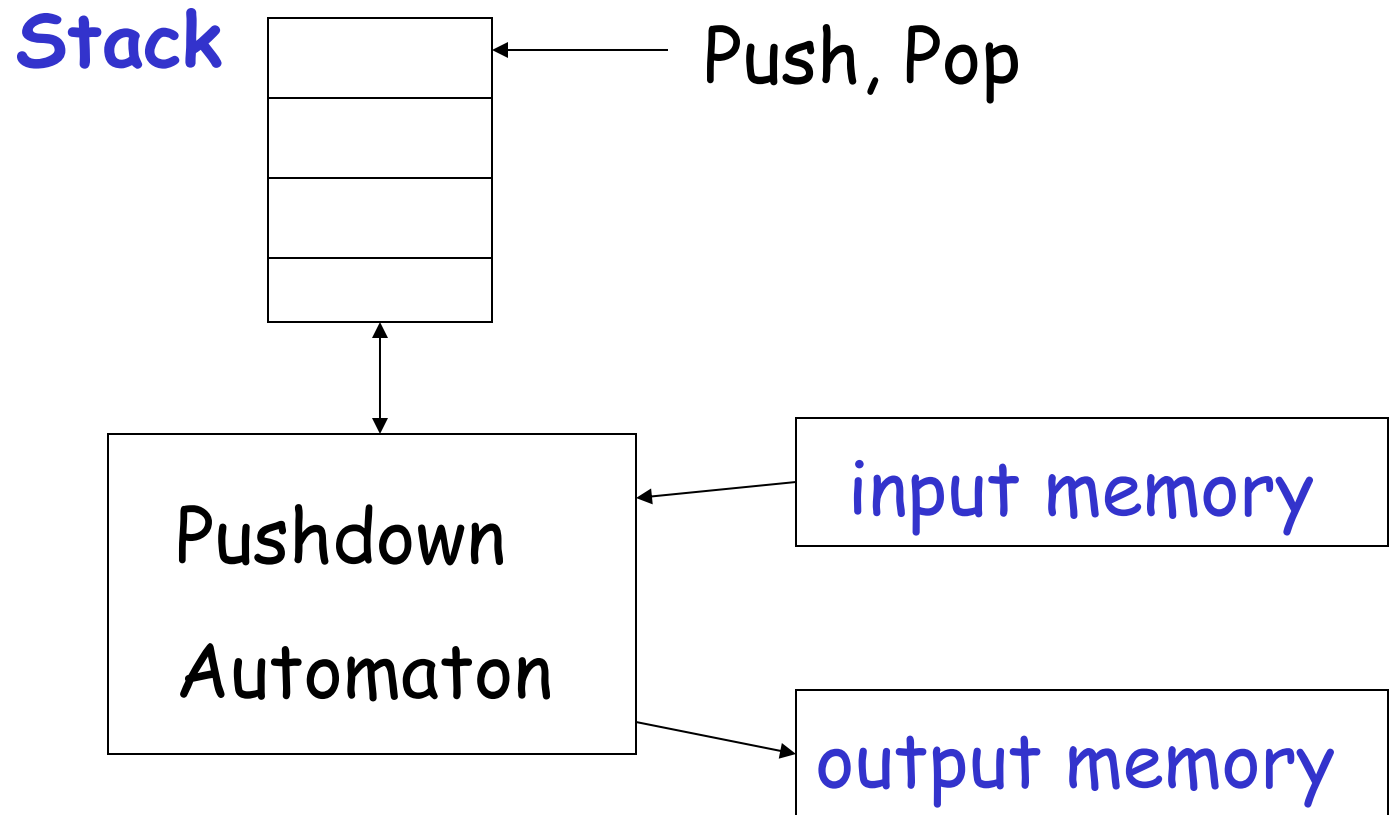 Stack
Push, Pop
Pushdown
Automaton
input memory
output memory